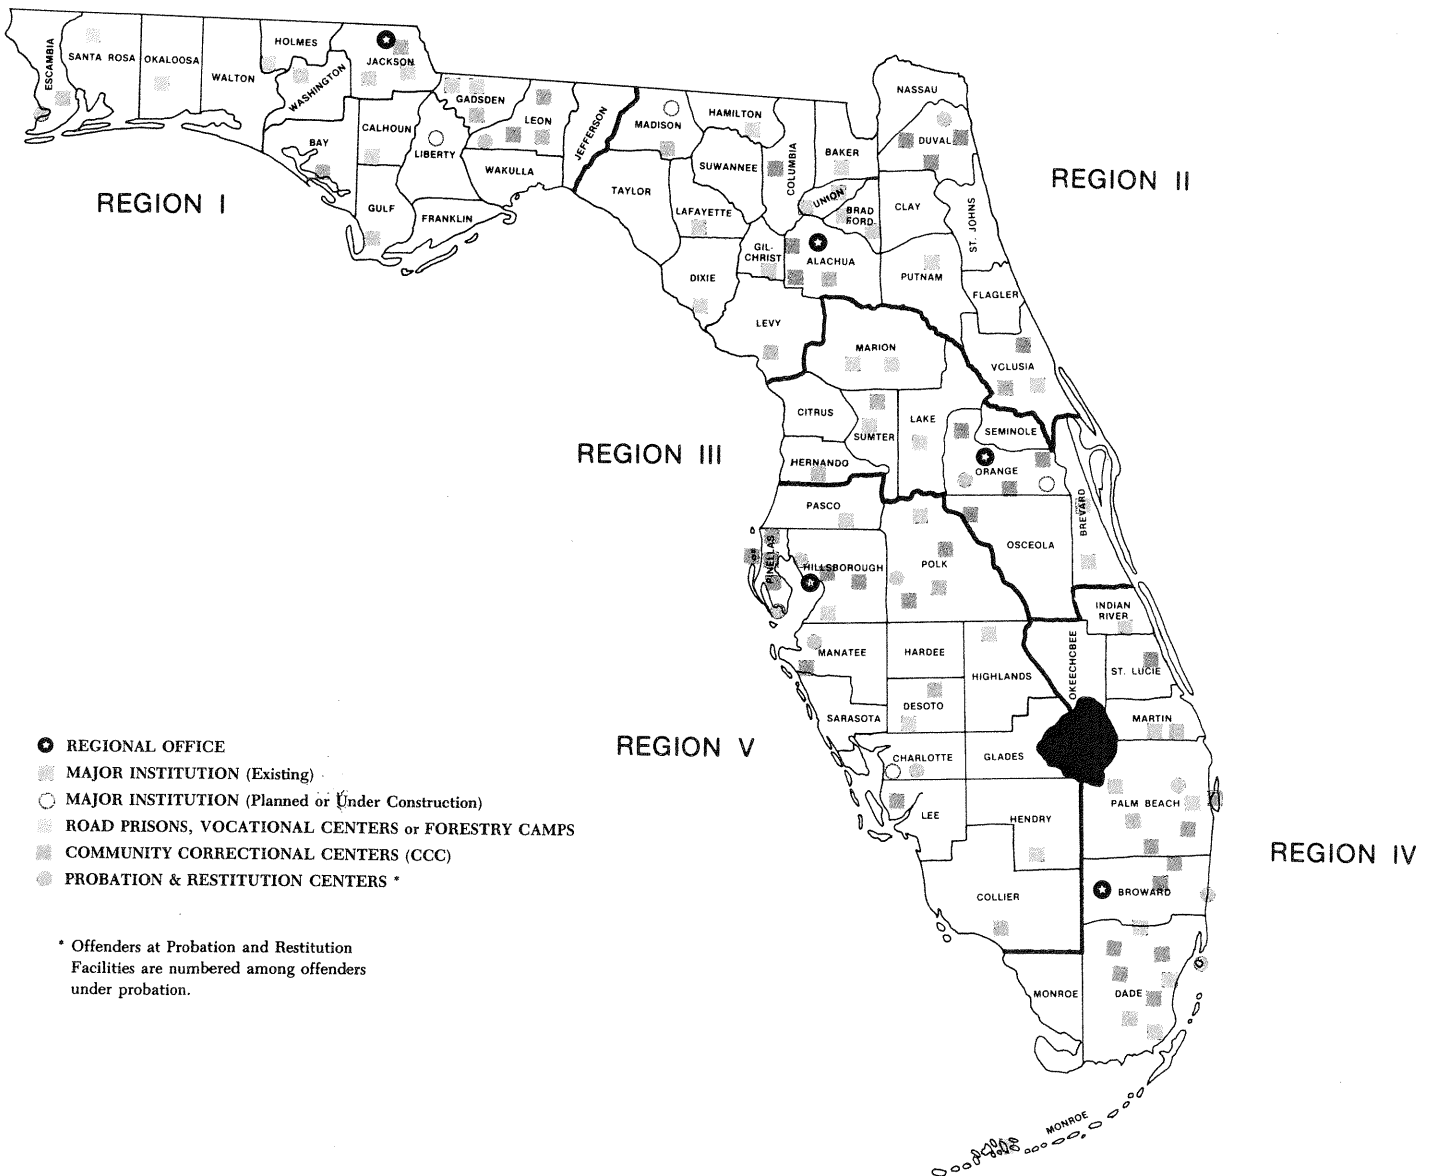 HOLMES
JACKSON
ESCAMBIA
SANTA ROSA
OKALOOSA
WALTON
WASHINGTON
NASSAU
GADSDEN
LEON
JEFFERSON
MADISON
HAMILTON
BAY
CALHOUN
LIBERTY
WAKULLA
SUWANNEE
COLUMBIA
BAKER
DUVAL
REGION I
REGION II
GULF
FRANKLIN
TAYLOR
LAFAYETTE
UNION
BRAD
FORD
CLAY
ST. JOHNS
GIL-
CHRIST
ALACHUA
DIXIE
PUTNAM
FLAGLER
LEVY
MARION
VCLUSIA
CITRUS
SUMTER
LAKE
SEMINOLE
REGION III
HERNANDO
ORANGE
PASCO
BREVARD
OSCEOLA
PINELLAS
HILLSBOROUGH
POLK
INDIAN
RIVER
MANATEE
HARDEE
HIGHLANDS
OKEECHCBEE
ST. LUCIE
DESOTO
SARASOTA
MARTIN
REGION V
CHARLOTTE
GLADES
LEE
HENDRY
PALM BEACH
REGION IV
COLLIER
BROWARD
MONROE
DADE
MONROE
REGIONAL OFFICE
MAJOR INSTITUTION (Existing)
MAJOR INSTITUTION (Planned or Under Construction)
ROAD PRISONS, VOCATIONAL CENTERS or FORESTRY CAMPS
COMMUNITY CORRECTIONAL CENTERS (CCC)
PROBATION & RESTITUTION CENTERS *
* Offenders at Probation and Restitution
Facilities are numbered among offenders
under probation.